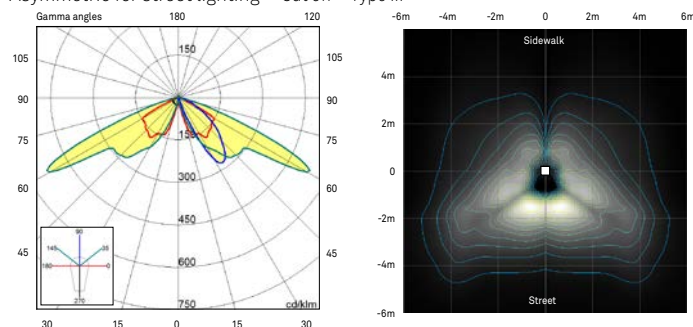 Gamma angles 180 120
105 105
90 90
75 75
60 60
45 45
30 15 0 15 30
150
150
300
450
600
750
cd/klm
90
145 35
180 0
270
-6m -4m -2m 0 2m 4m 6m
Sidewalk
4m
2m
0
-2m
-4m
Street
-6m